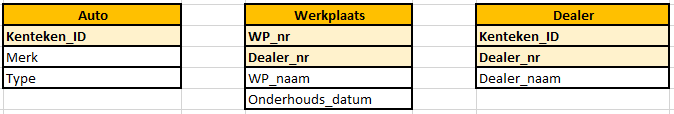 Auto Werkplaats Dealer
Kenteken_ID WP_nr Kenteken_ID
Merk Dealer_nr Dealer_nr
Type WP_naam Dealer_naam
Onderhouds_datum